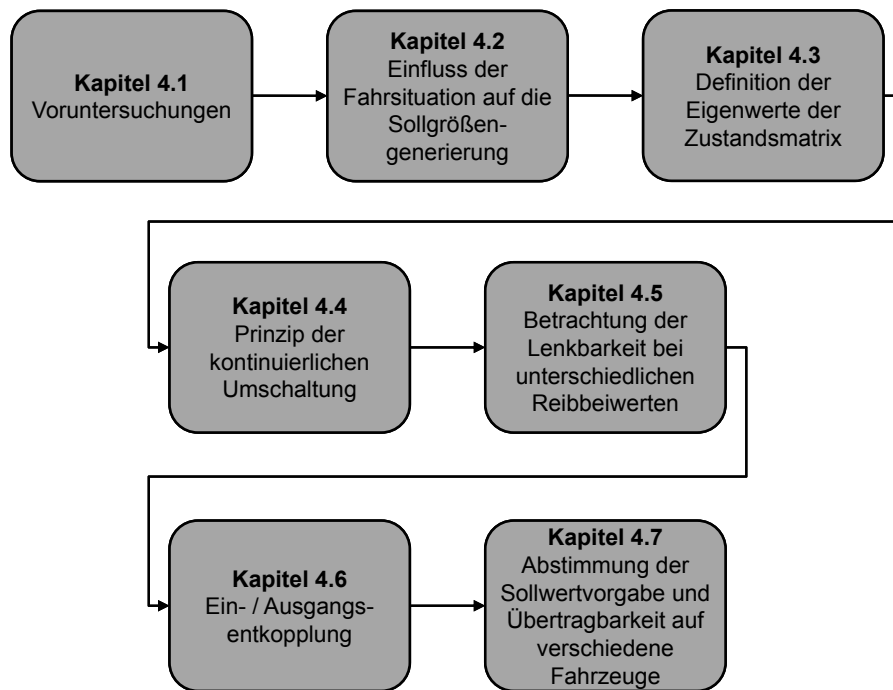 Kapitel 4.1
Voruntersuchungen
Kapitel 4.2
Einfluss der
Fahrsituation auf die
Sollgrößen-
generierung
Kapitel 4.3
Definition der
Eigenwerte der
Zustandsmatrix
Kapitel 4.4
Prinzip der
kontinuierlichen
Umschaltung
Kapitel 4.5
Betrachtung der
Lenkbarkeit bei
unterschiedlichen
Reibbeiwerten
Kapitel 4.6
Ein- / Ausgangs-
entkopplung
Kapitel 4.7
Abstimmung der
Sollwertvorgabe und
Übertragbarkeit auf
verschiedene
Fahrzeuge